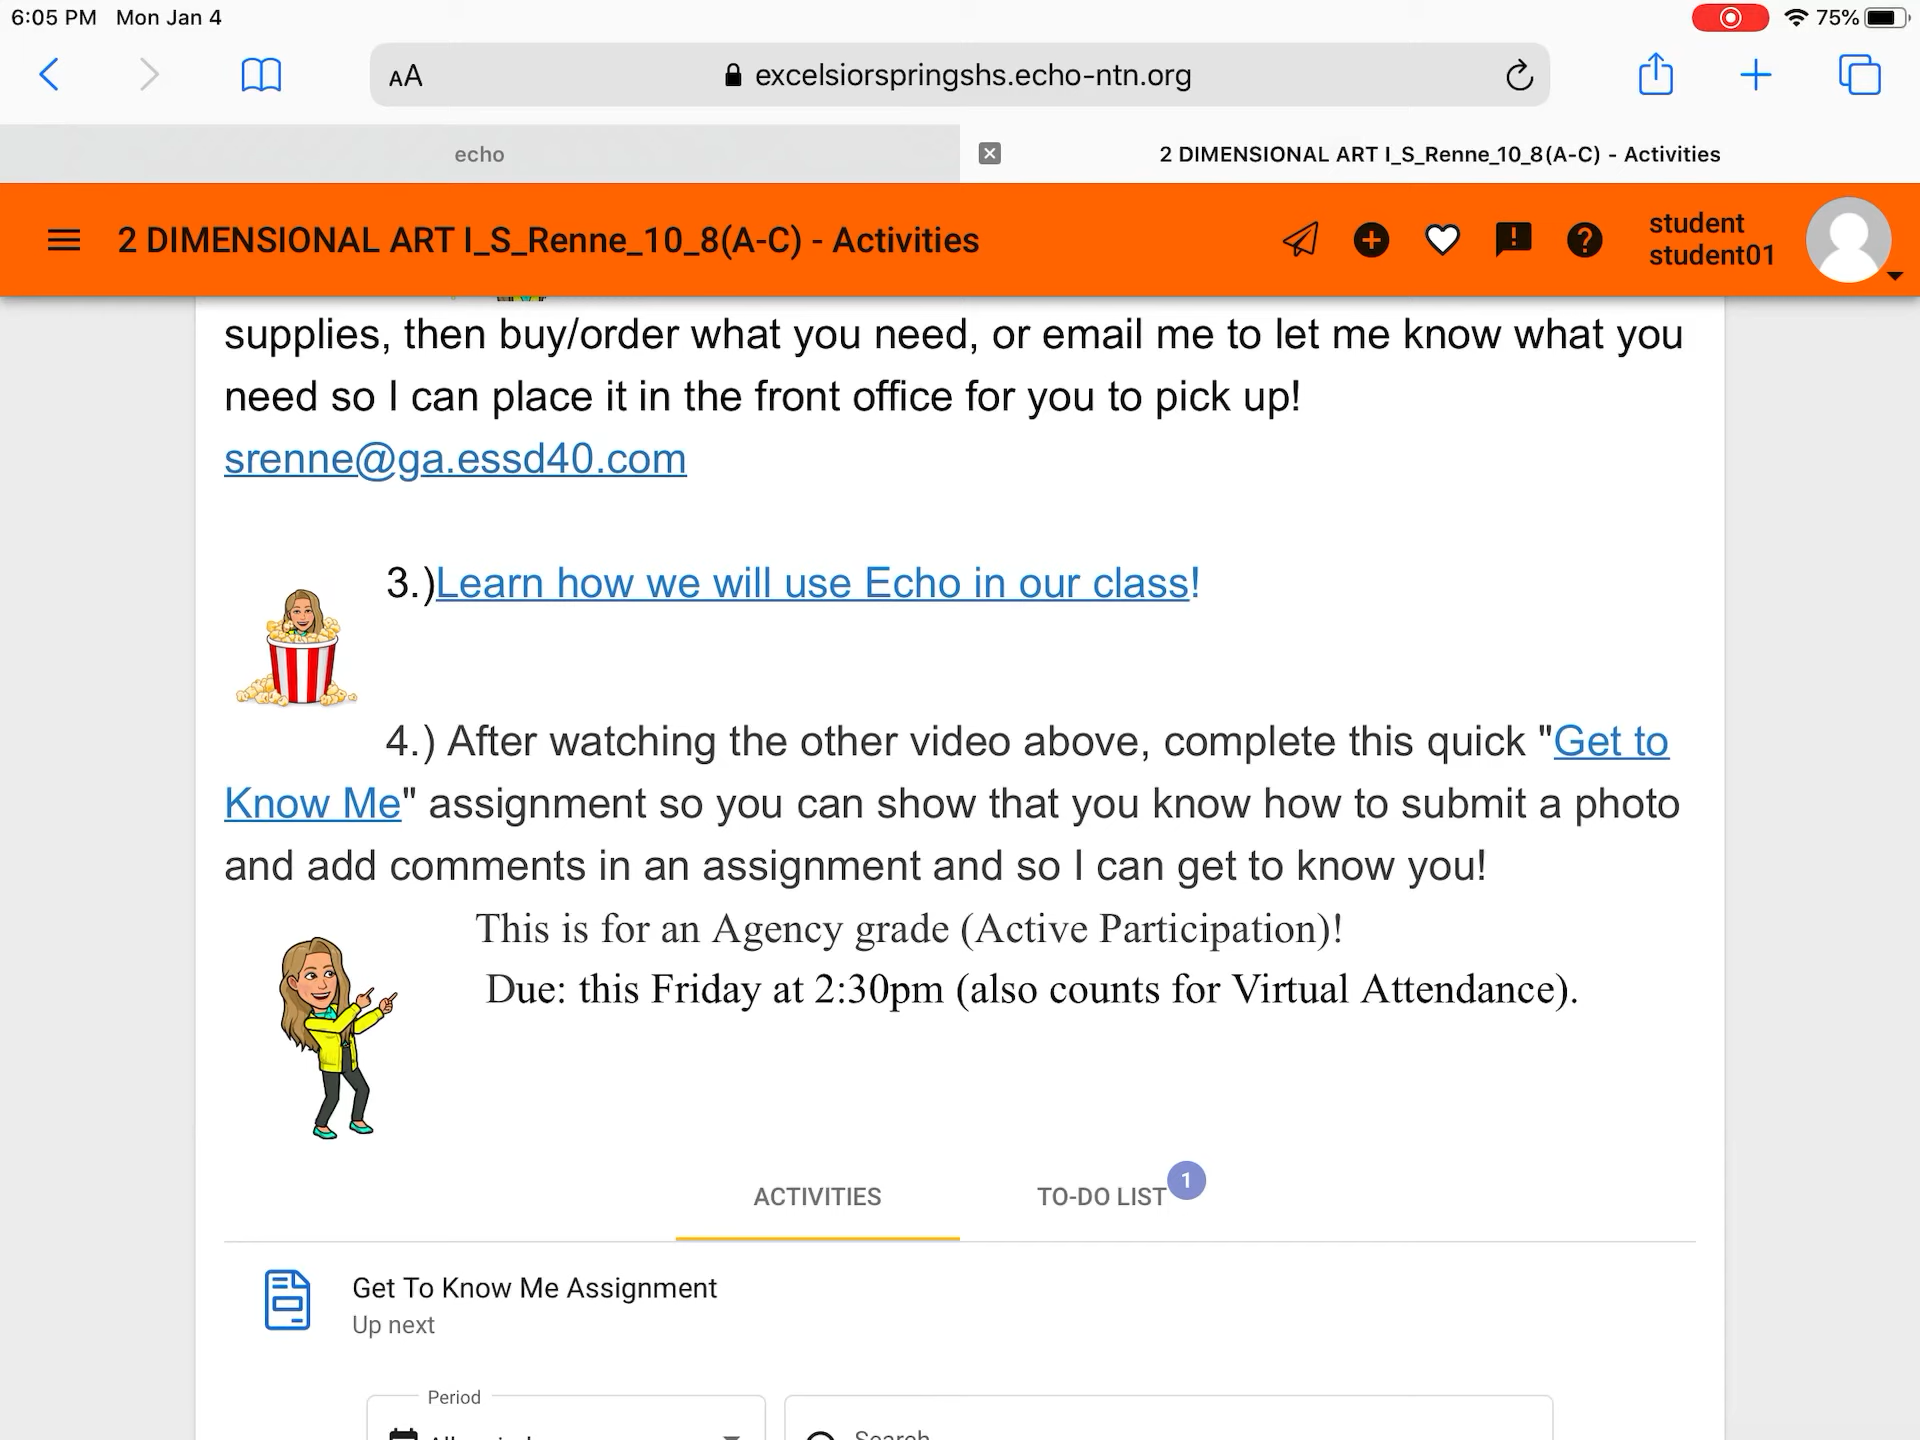 6:05 PM Mon Jan 4
75%
AA
excelsiorspringshs.echo-ntn.org
echo
2 DIMENSIONAL ART I_S_Renne_10_8(A-C) - Activities
2 DIMENSIONAL ART I_S_Renne_10_8(A-C) - Activities
student
student01
supplies, then buy/order what you need, or email me to let me know what you
need so I can place it in the front office for you to pick up!
srenne@ga.essd40.com
3.)Learn how we will use Echo in our class!
4.) After watching the other video above, complete this quick "Get to
Know Me" assignment so you can show that you know how to submit a photo
and add comments in an assignment and so I can get to know you!
This is for an Agency grade (Active Participation)!
Due: this Friday at 2:30pm (also counts for Virtual Attendance).
ACTIVITIES
TO-DO LIST
1
Get To Know Me Assignment
Up next
Period
Search